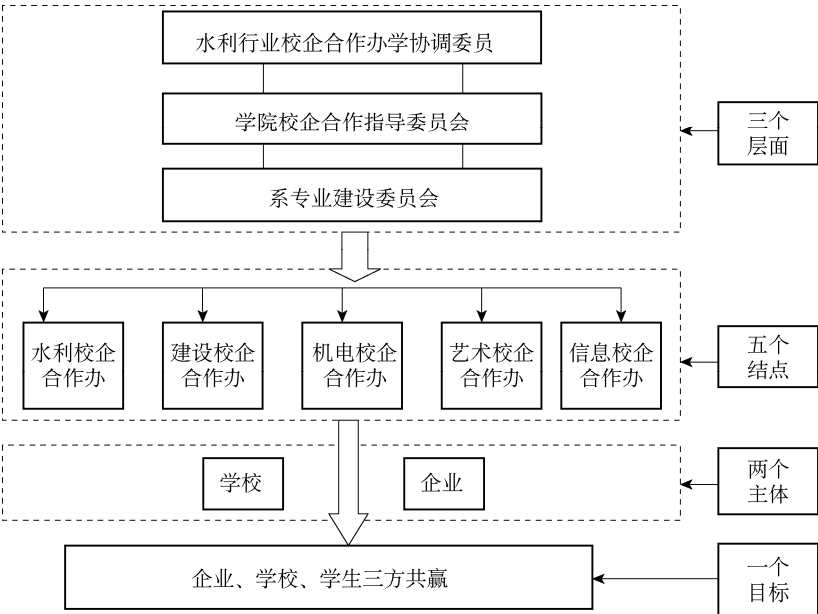 水利行业校企合作办学协调委员
学院校企合作指导委员会
系专业建设委员会
三个
层面
水利校企
合作办
建设校企
合作办
机电校企
合作办
艺术校企
合作办
信息校企
合作办
五个
结点
学校
企业
两个
主体
企业、学校、学生三方共赢
一个
目标